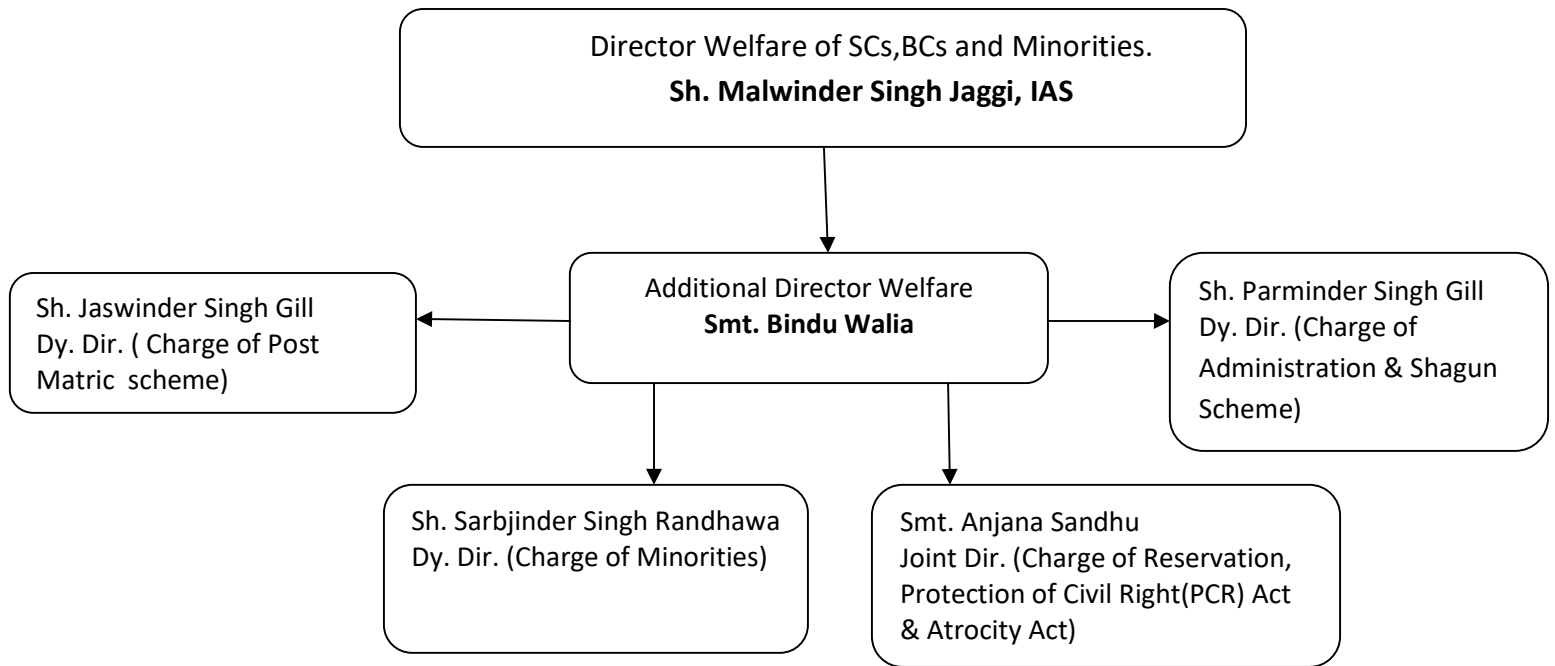 Director Welfare of SCs,BCs and Minorities.
Sh. Malwinder Singh Jaggi, IAS
Additional Director Welfare
Smt. Bindu Walia
Sh. Jaswinder Singh Gill
Dy. Dir. ( Charge of Post
Matric scheme)
Sh. Parminder Singh Gill
Dy. Dir. (Charge of
Administration & Shagun
Scheme)
Sh. Sarbjinder Singh Randhawa
Dy. Dir. (Charge of Minorities)
Smt. Anjana Sandhu
Joint Dir. (Charge of Reservation,
Protection of Civil Right(PCR) Act
& Atrocity Act)